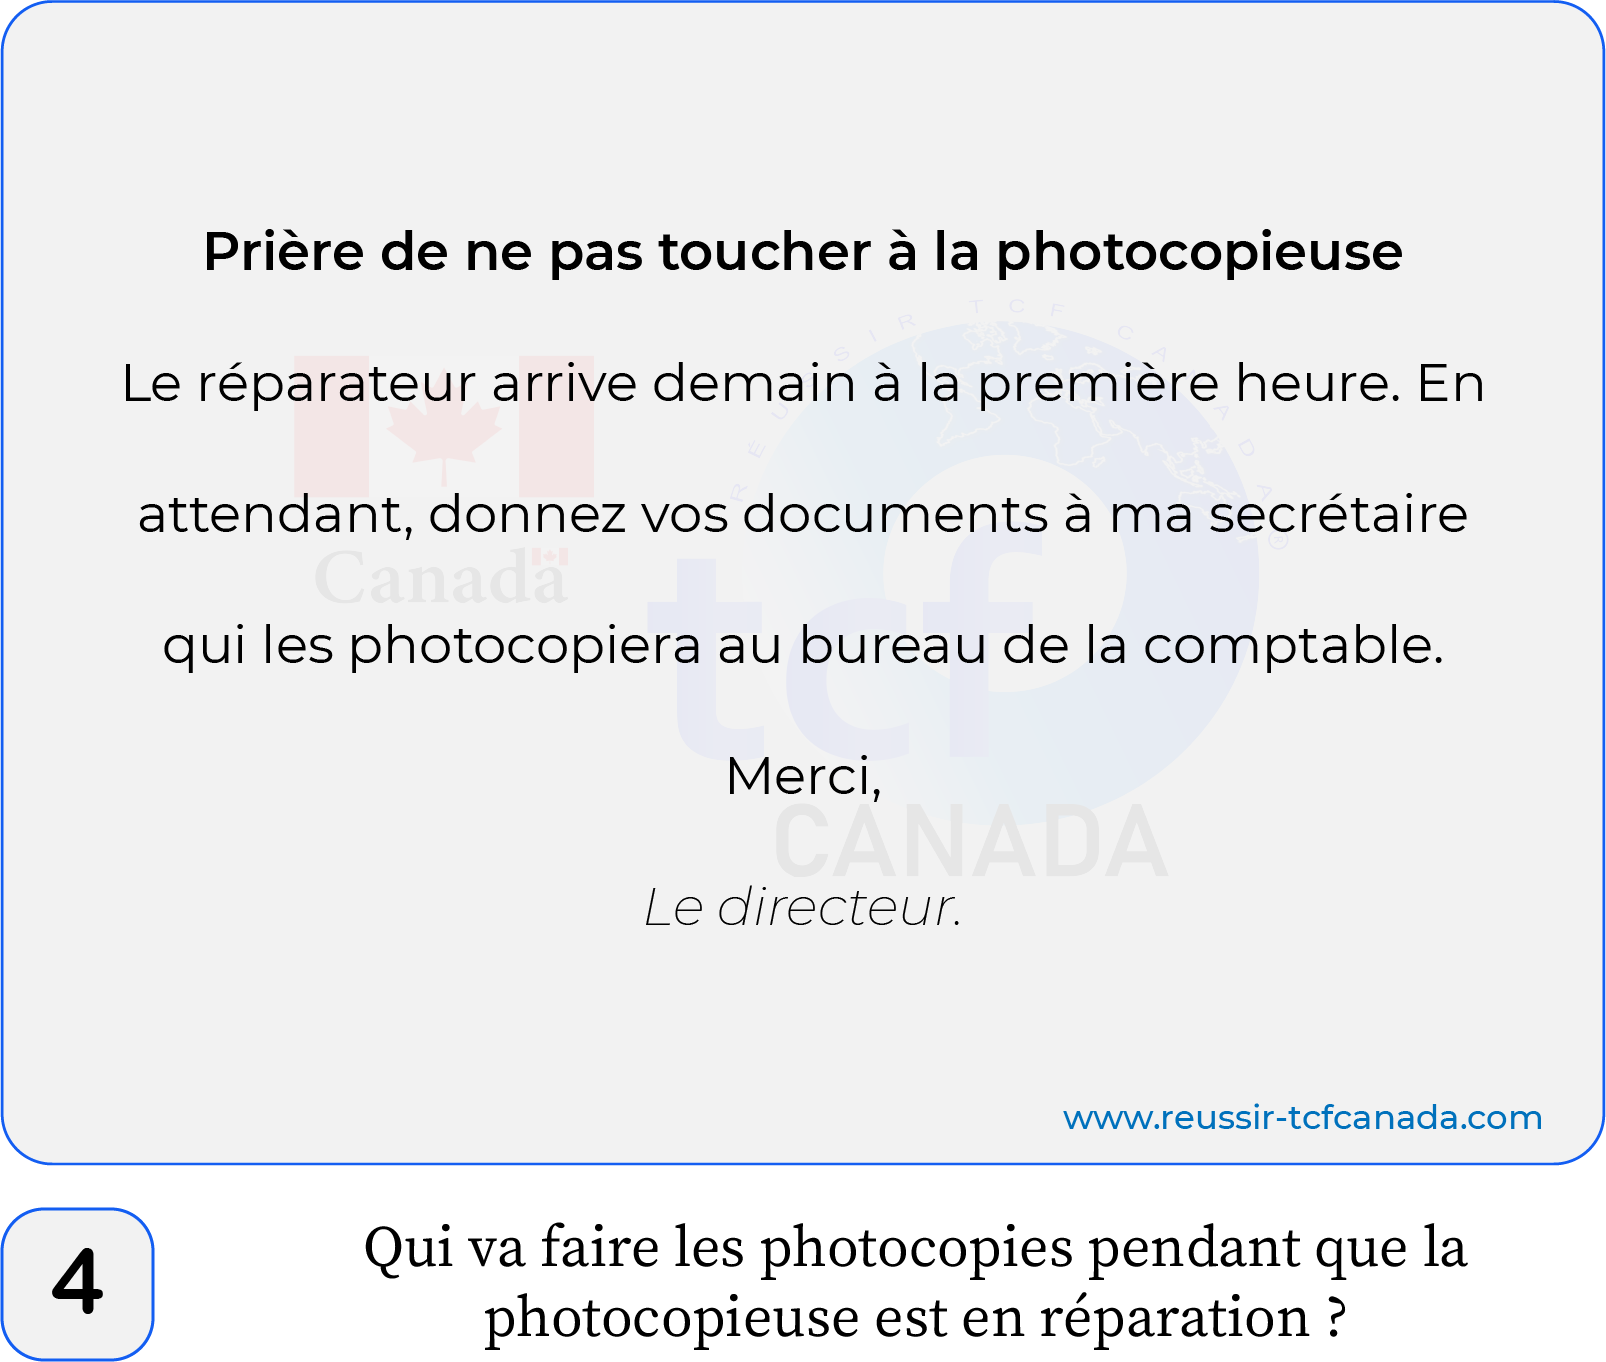 Prière de ne pas toucher à la photocopieuse
Le réparateur arrive demain à la première heure. En
attendant, donnez vos documents à ma secrétaire
qui les photocopiera au bureau de la comptable.
Merci,
Le directeur.
RÉUSSIR TCF CANADA
Canada
tcf
CANADA
®
www.reussir-tcfcanada.com
4
Qui va faire les photocopies pendant que la
photocopieuse est en réparation ?